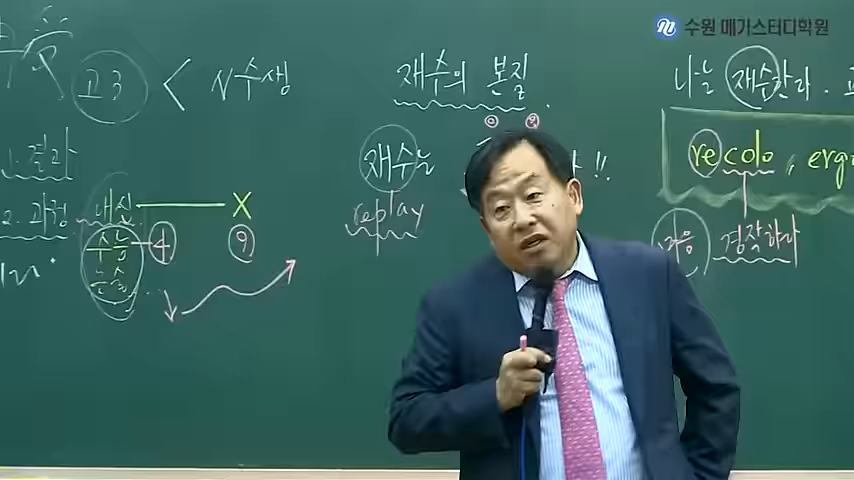 수원 메가스터디학원
고3 < N수생
1. 결과
2. 과정
내신 — X
수능 — 4 9
논술
재수의 본질
재수는 !!
replay
나는 재수한다.
recolo, ergo
마음 경작하다